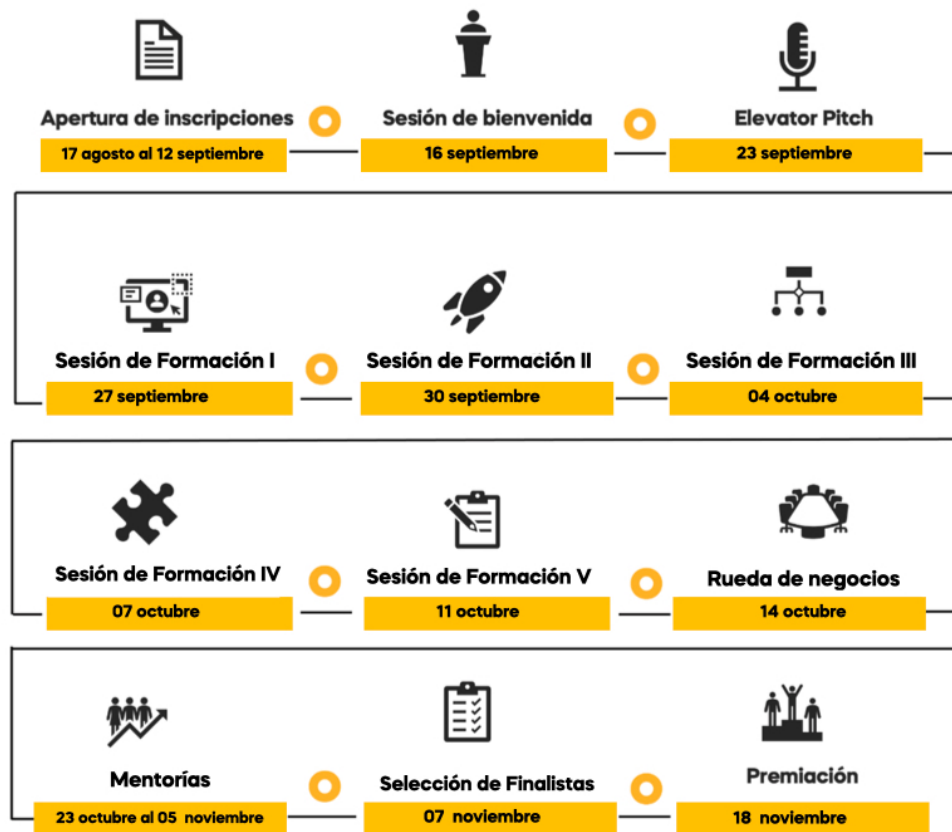 Apertura de inscripciones
17 agosto al 12 septiembre
Sesión de bienvenida
16 septiembre
Elevator Pitch
23 septiembre
Sesión de Formación I
27 septiembre
Sesión de Formación II
30 septiembre
Sesión de Formación III
04 octubre
Sesión de Formación IV
07 octubre
Sesión de Formación V
11 octubre
Rueda de negocios
14 octubre
Mentorías
23 octubre al 05 noviembre
Selección de Finalistas
07 noviembre
Premiación
18 noviembre